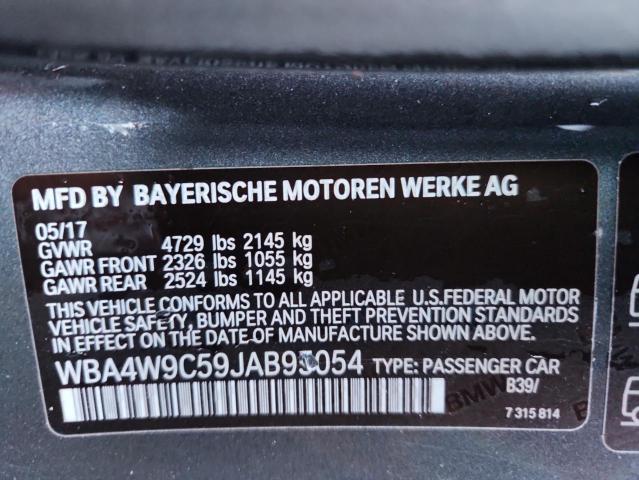 MFD BY BAYERISCHE MOTOREN WERKE AG
05/17
GVWR 4729 lbs 2145 kg
GAWR FRONT 2326 lbs 1055 kg
GAWR REAR 2524 lbs 1145 kg
THIS VEHICLE CONFORMS TO ALL APPLICABLE U.S.FEDERAL MOTOR
VEHICLE SAFETY, BUMPER AND THEFT PREVENTION STANDARDS
IN EFFECT ON THE DATE OF MANUFACTURE SHOWN ABOVE.
WBA4W9C59JAB95054 TYPE: PASSENGER CAR
B39/
BMW
7 315 814